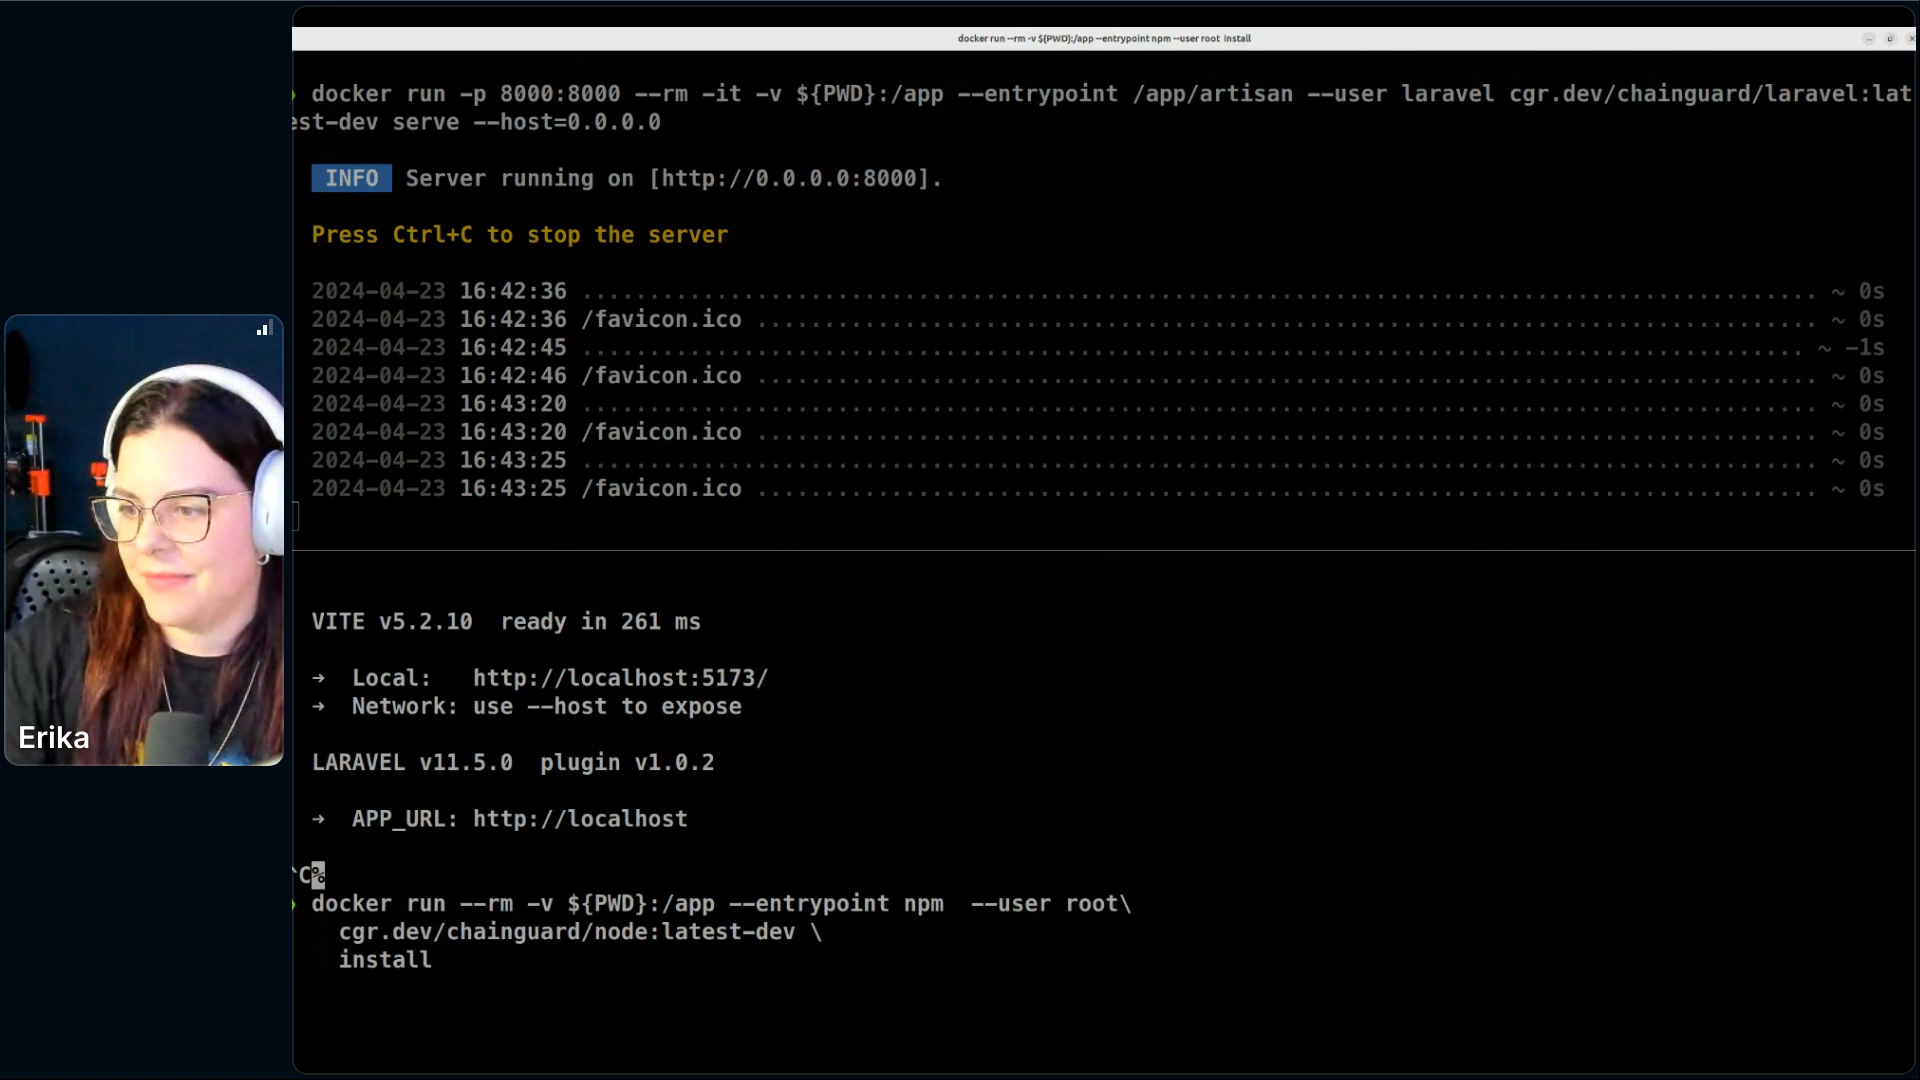 docker run --rm -v ${PWD}:/app --entrypoint npm --user root install
docker run -p 8000:8000 --rm -it -v ${PWD}:/app --entrypoint /app/artisan --user laravel cgr.dev/chainguard/laravel:lat
est-dev serve --host=0.0.0.0
INFO Server running on [http://0.0.0.0:8000].
Press Ctrl+C to stop the server
2024-04-23 16:42:36 ........................................................................................... ~ 0s
2024-04-23 16:42:36 /favicon.ico .............................................................................. ~ 0s
2024-04-23 16:42:45 .......................................................................................... ~ -1s
2024-04-23 16:42:46 /favicon.ico .............................................................................. ~ 0s
2024-04-23 16:43:20 ........................................................................................... ~ 0s
2024-04-23 16:43:20 /favicon.ico .............................................................................. ~ 0s
2024-04-23 16:43:25 ........................................................................................... ~ 0s
2024-04-23 16:43:25 /favicon.ico .............................................................................. ~ 0s
VITE v5.2.10 ready in 261 ms
➜ Local: http://localhost:5173/
➜ Network: use --host to expose
LARAVEL v11.5.0 plugin v1.0.2
➜ APP_URL: http://localhost
^C%
docker run --rm -v ${PWD}:/app --entrypoint npm --user root\
cgr.dev/chainguard/node:latest-dev \
install
Erika